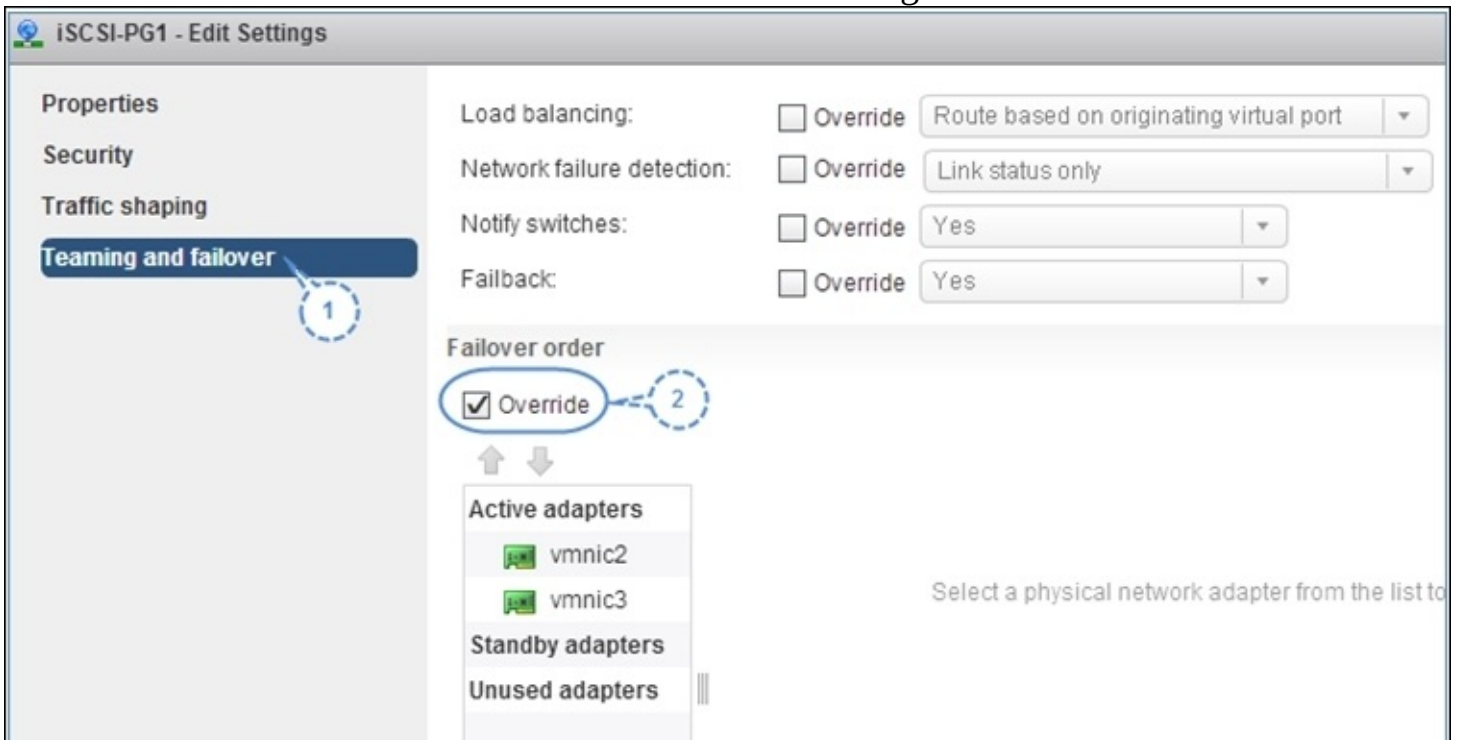 iSCSI-PG1 - Edit Settings
Properties
Security
Traffic shaping
Teaming and failover
1
Load balancing: Override Route based on originating virtual port
Network failure detection: Override Link status only
Notify switches: Override Yes
Failback: Override Yes
Failover order
Override 2
Active adapters
vmnic2
vmnic3
Standby adapters
Unused adapters
Select a physical network adapter from the list to